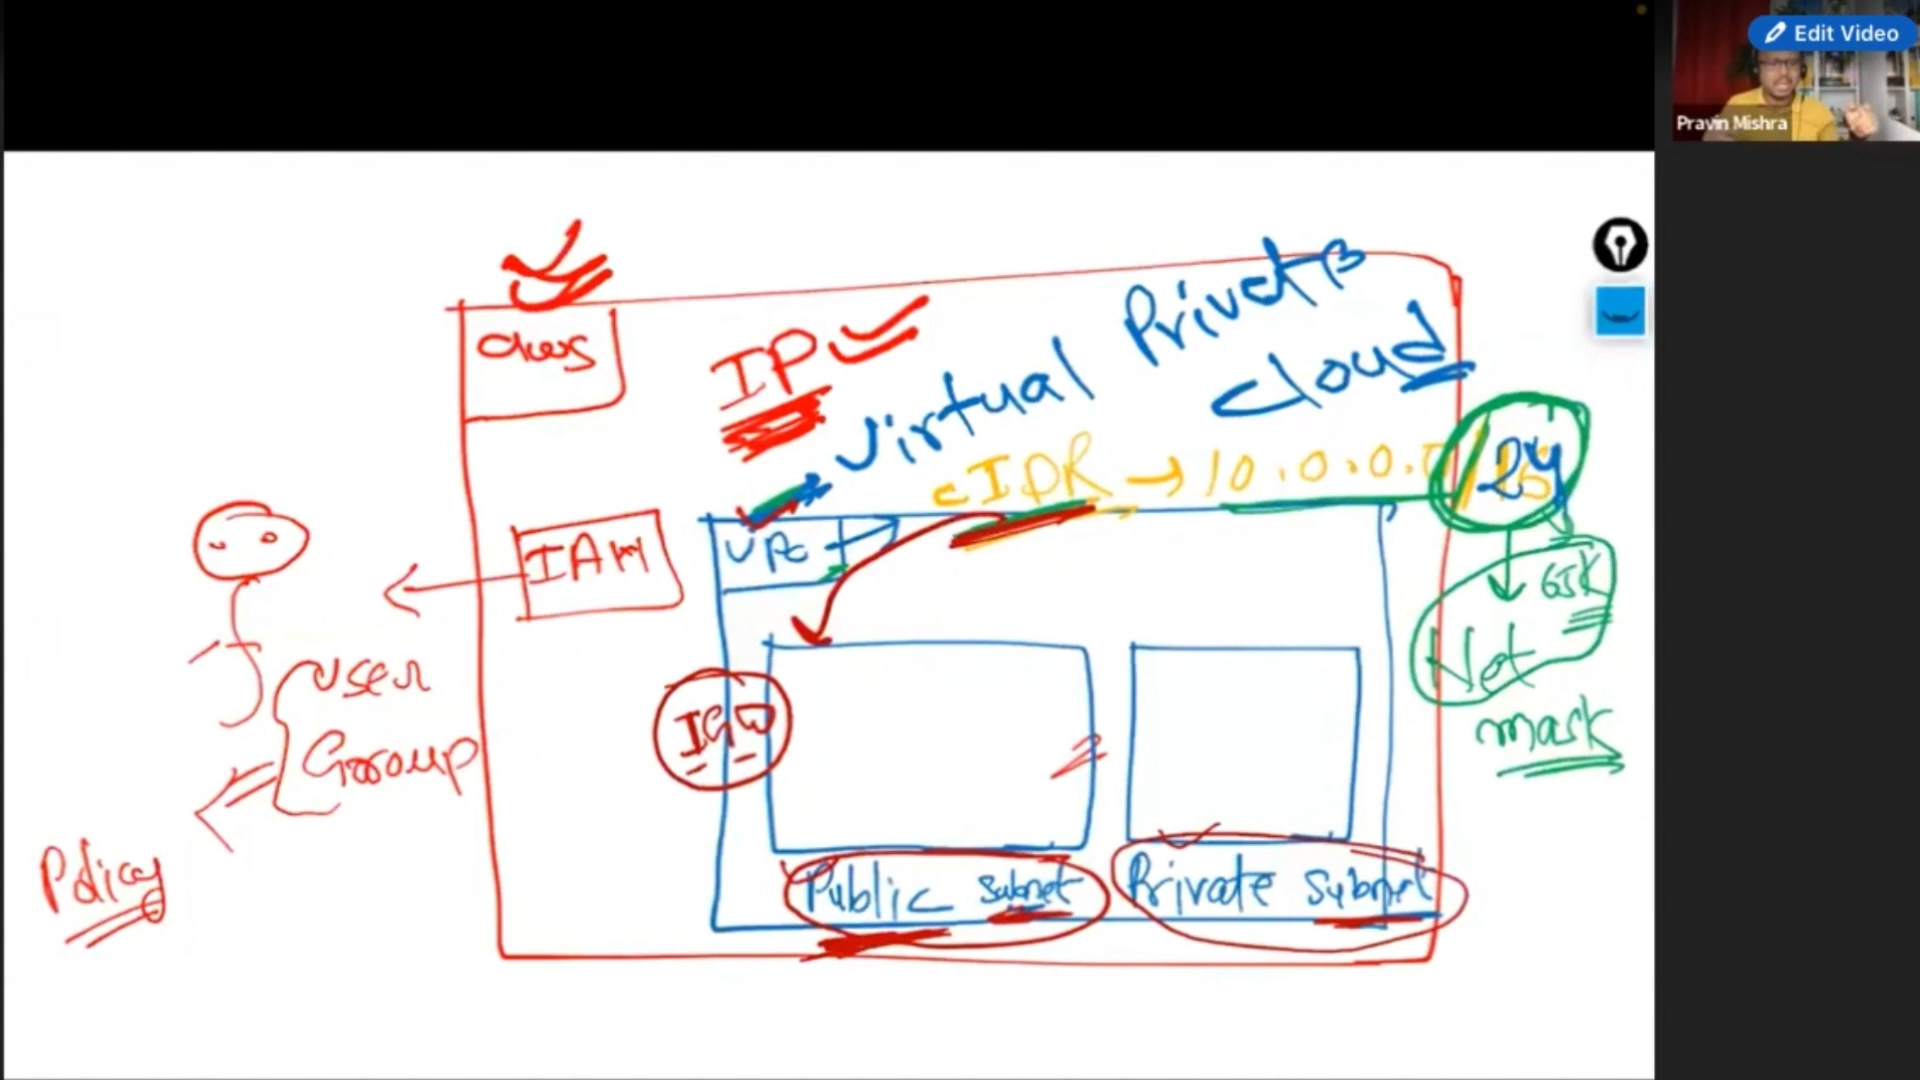 Edit Video
Pravin Mishra
aws
IP
Virtual Private
Cloud
CIDR → 10.0.0.0/
24
VPC
IAM
65K
Net
mask
User
Group
IGW
Policy
Public Subnet
Private Subnet